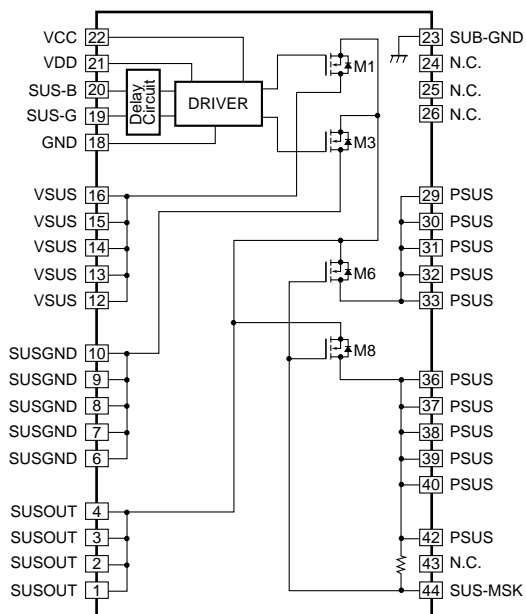 VCC 22
VDD 21
SUS-B 20
SUS-G 19
GND 18
Delay
Circuit
DRIVER
M1
M3
23 SUB-GND
24 N.C.
25 N.C.
26 N.C.
VSUS 16
VSUS 15
VSUS 14
VSUS 13
VSUS 12
29 PSUS
30 PSUS
31 PSUS
32 PSUS
33 PSUS
M6
M8
SUSGND 10
SUSGND 9
SUSGND 8
SUSGND 7
SUSGND 6
36 PSUS
37 PSUS
38 PSUS
39 PSUS
40 PSUS
SUSOUT 4
SUSOUT 3
SUSOUT 2
SUSOUT 1
42 PSUS
43 N.C.
44 SUS-MSK